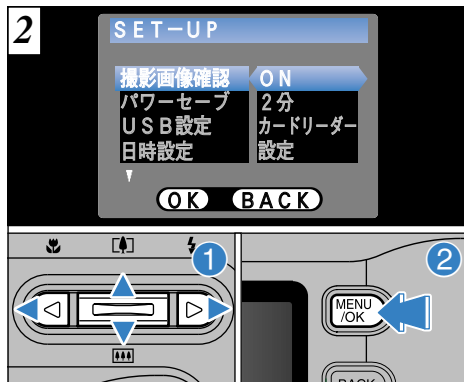 2
SET－UP
撮影画像確認 ON
パワーセーブ 2分
USB設定 カードリーダー
日時設定 設定
OK BACK
1
2
MENU
/OK
BACK